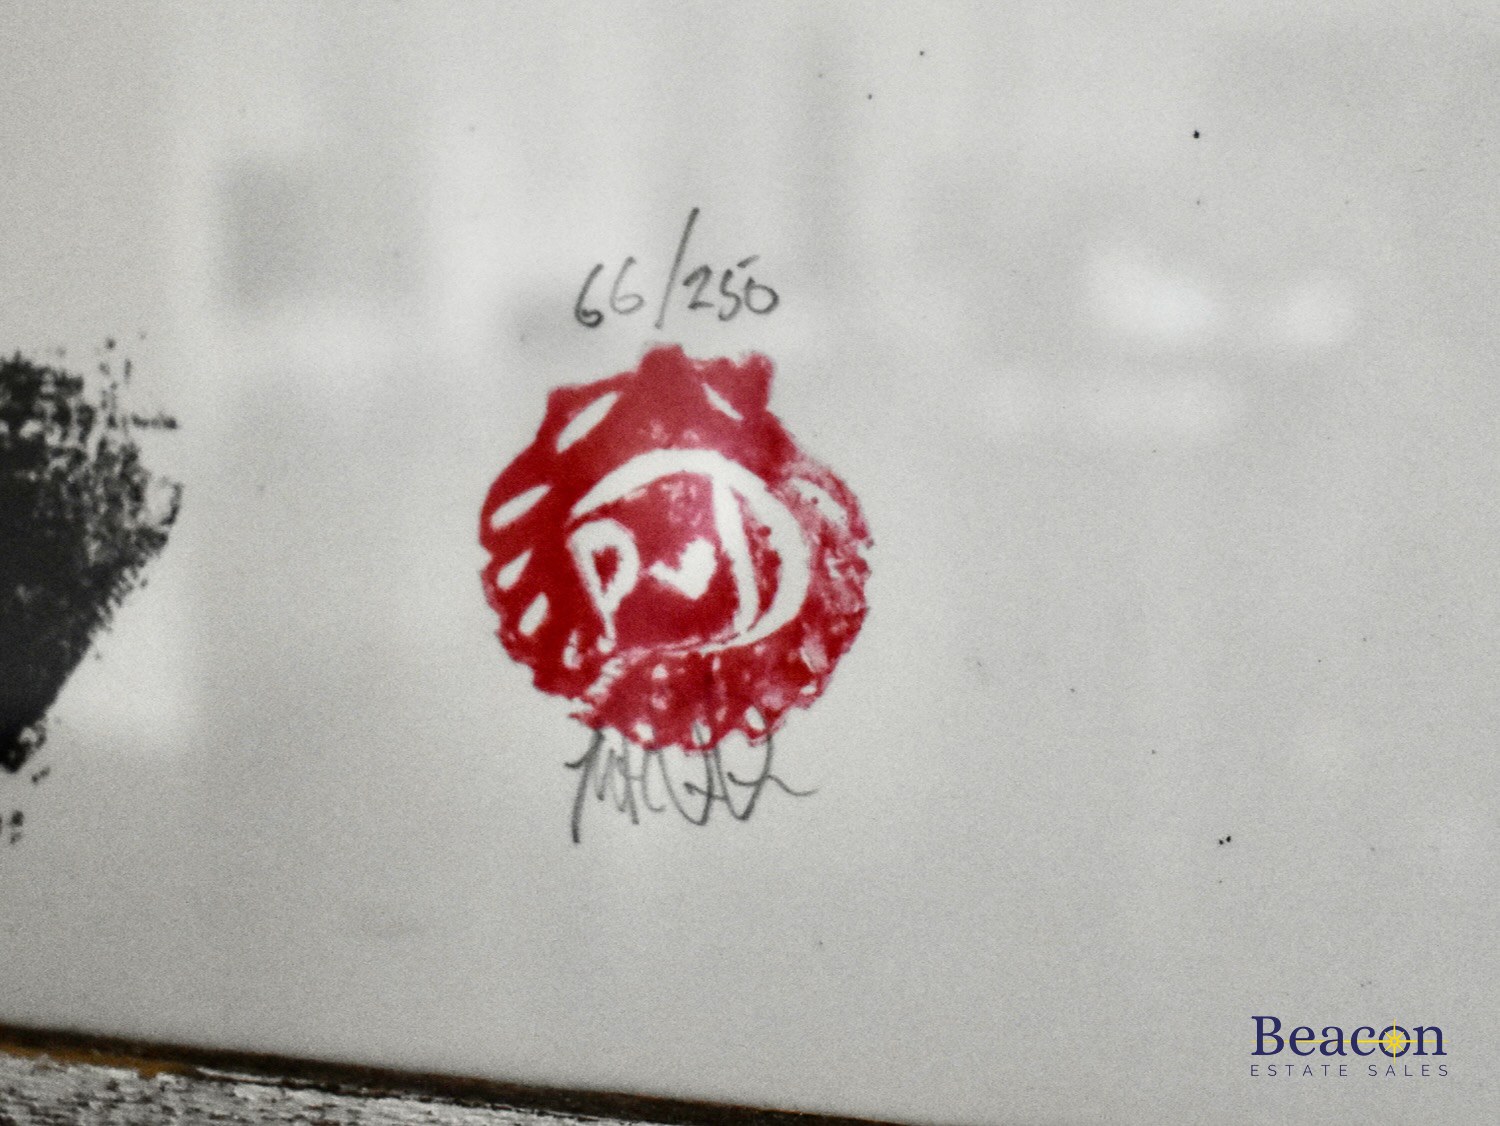 66/250
P ♥ D
Beacon
ESTATE SALES